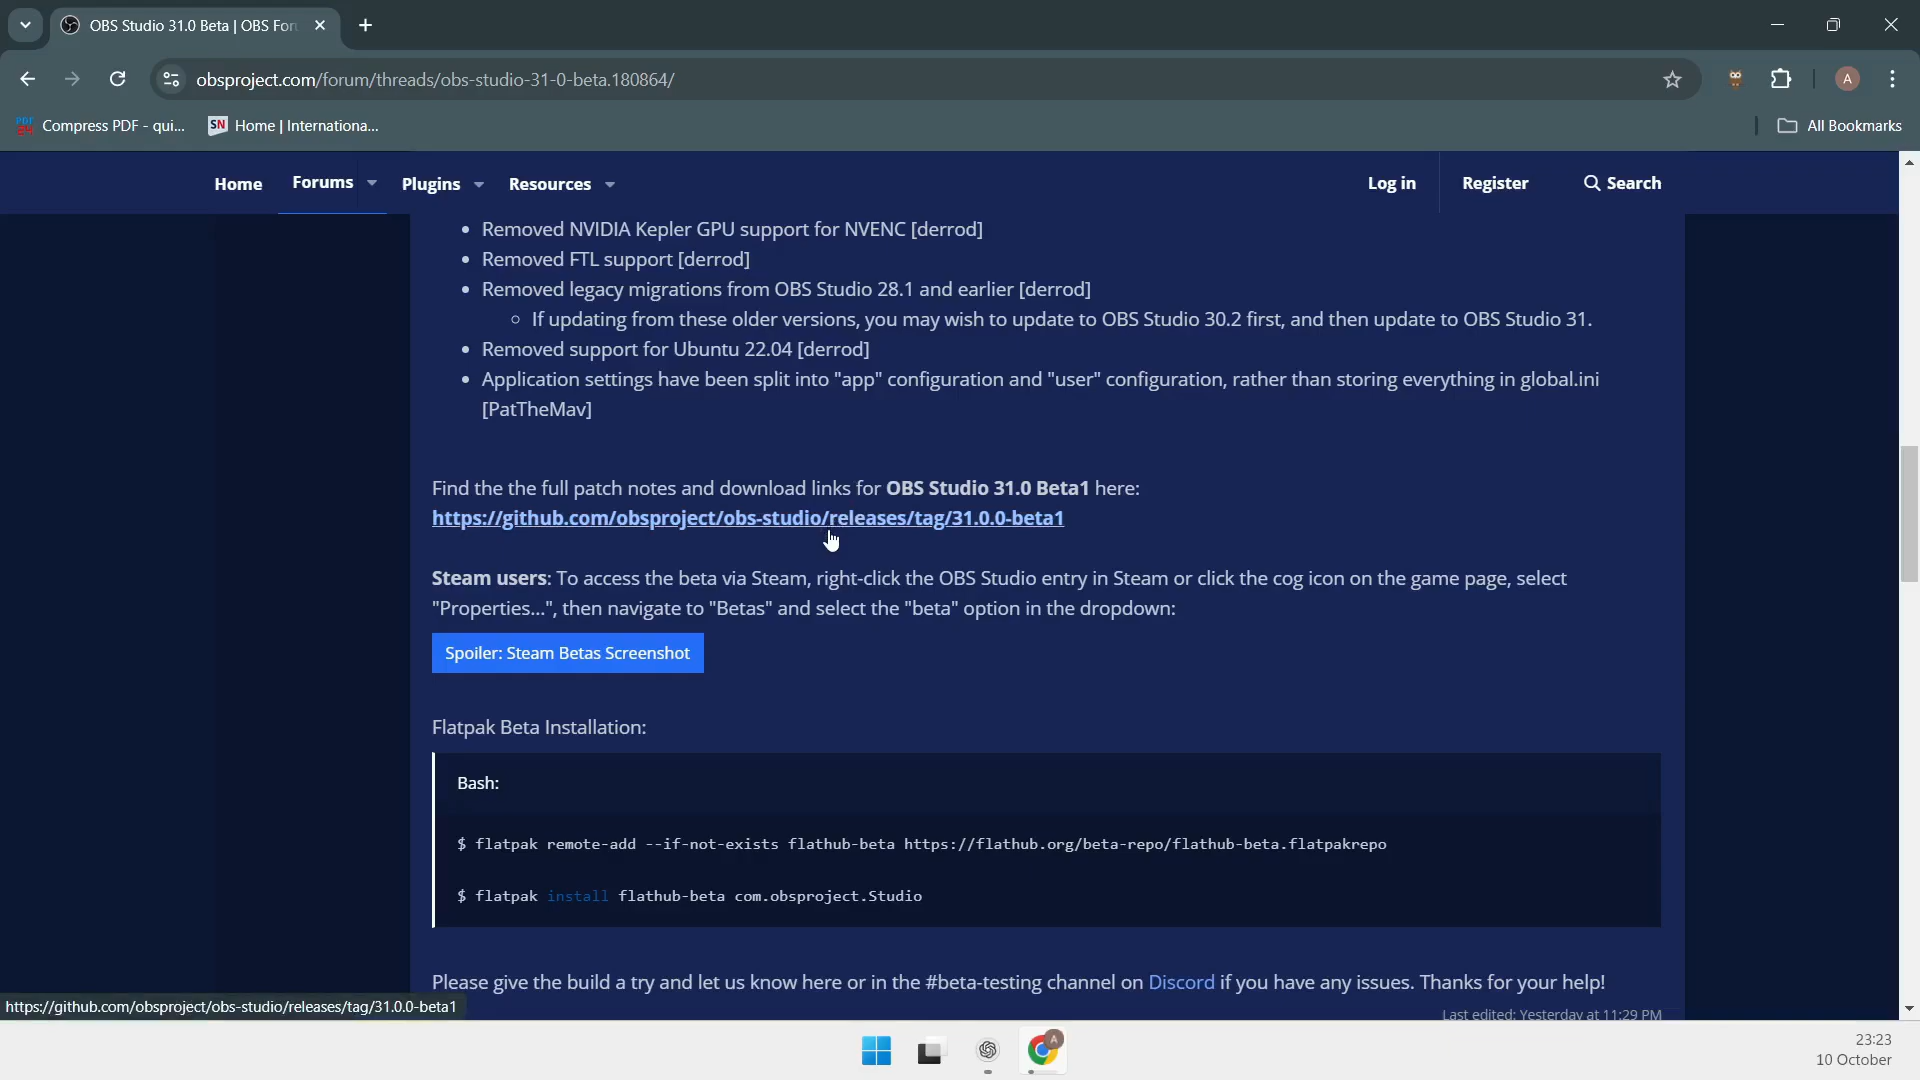 OBS Studio 31.0 Beta | OBS For
obsproject.com/forum/threads/obs-studio-31-0-beta.180864/
A
PDF
24
Compress PDF - qui...
SN
Home | Internationa...
All Bookmarks
Home
Forums
Plugins
Resources
Log in
Register
Search
• Removed NVIDIA Kepler GPU support for NVENC [derrod]
• Removed FTL support [derrod]
• Removed legacy migrations from OBS Studio 28.1 and earlier [derrod]
○ If updating from these older versions, you may wish to update to OBS Studio 30.2 first, and then update to OBS Studio 31.
• Removed support for Ubuntu 22.04 [derrod]
• Application settings have been split into "app" configuration and "user" configuration, rather than storing everything in global.ini
[PatTheMav]
Find the the full patch notes and download links for OBS Studio 31.0 Beta1 here:
https://github.com/obsproject/obs-studio/releases/tag/31.0.0-beta1
Steam users: To access the beta via Steam, right-click the OBS Studio entry in Steam or click the cog icon on the game page, select
"Properties...", then navigate to "Betas" and select the "beta" option in the dropdown:
Spoiler: Steam Betas Screenshot
Flatpak Beta Installation:
Bash:
$ flatpak remote-add --if-not-exists flathub-beta https://flathub.org/beta-repo/flathub-beta.flatpakrepo
$ flatpak install flathub-beta com.obsproject.Studio
Please give the build a try and let us know here or in the #beta-testing channel on Discord if you have any issues. Thanks for your help!
Last edited: Yesterday at 11:29 PM
https://github.com/obsproject/obs-studio/releases/tag/31.0.0-beta1
A
23:23
10 October